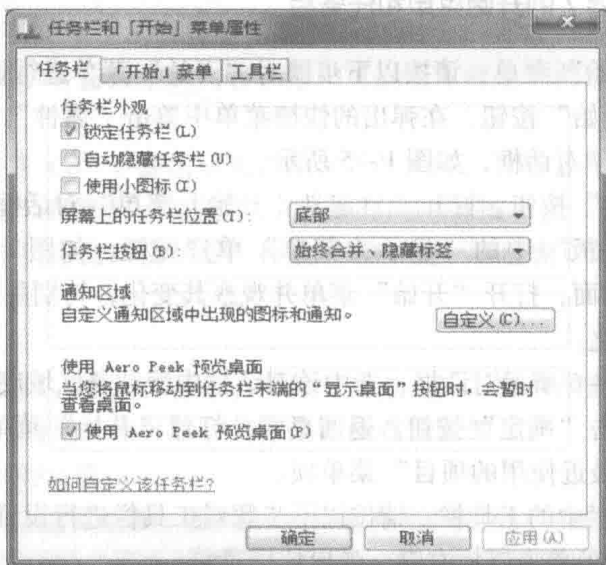 任务栏和「开始」菜单属性
任务栏 「开始」菜单 工具栏
任务栏外观
锁定任务栏(L)
自动隐藏任务栏(U)
使用小图标(I)
屏幕上的任务栏位置(T): 底部
任务栏按钮(B): 始终合并、隐藏标签
通知区域
自定义通知区域中出现的图标和通知。 自定义(C)...
使用 Aero Peek 预览桌面
当您将鼠标移动到任务栏末端的“显示桌面”按钮时，会暂时
查看桌面。
使用 Aero Peek 预览桌面(P)
如何自定义该任务栏?
确定 取消 应用(A)